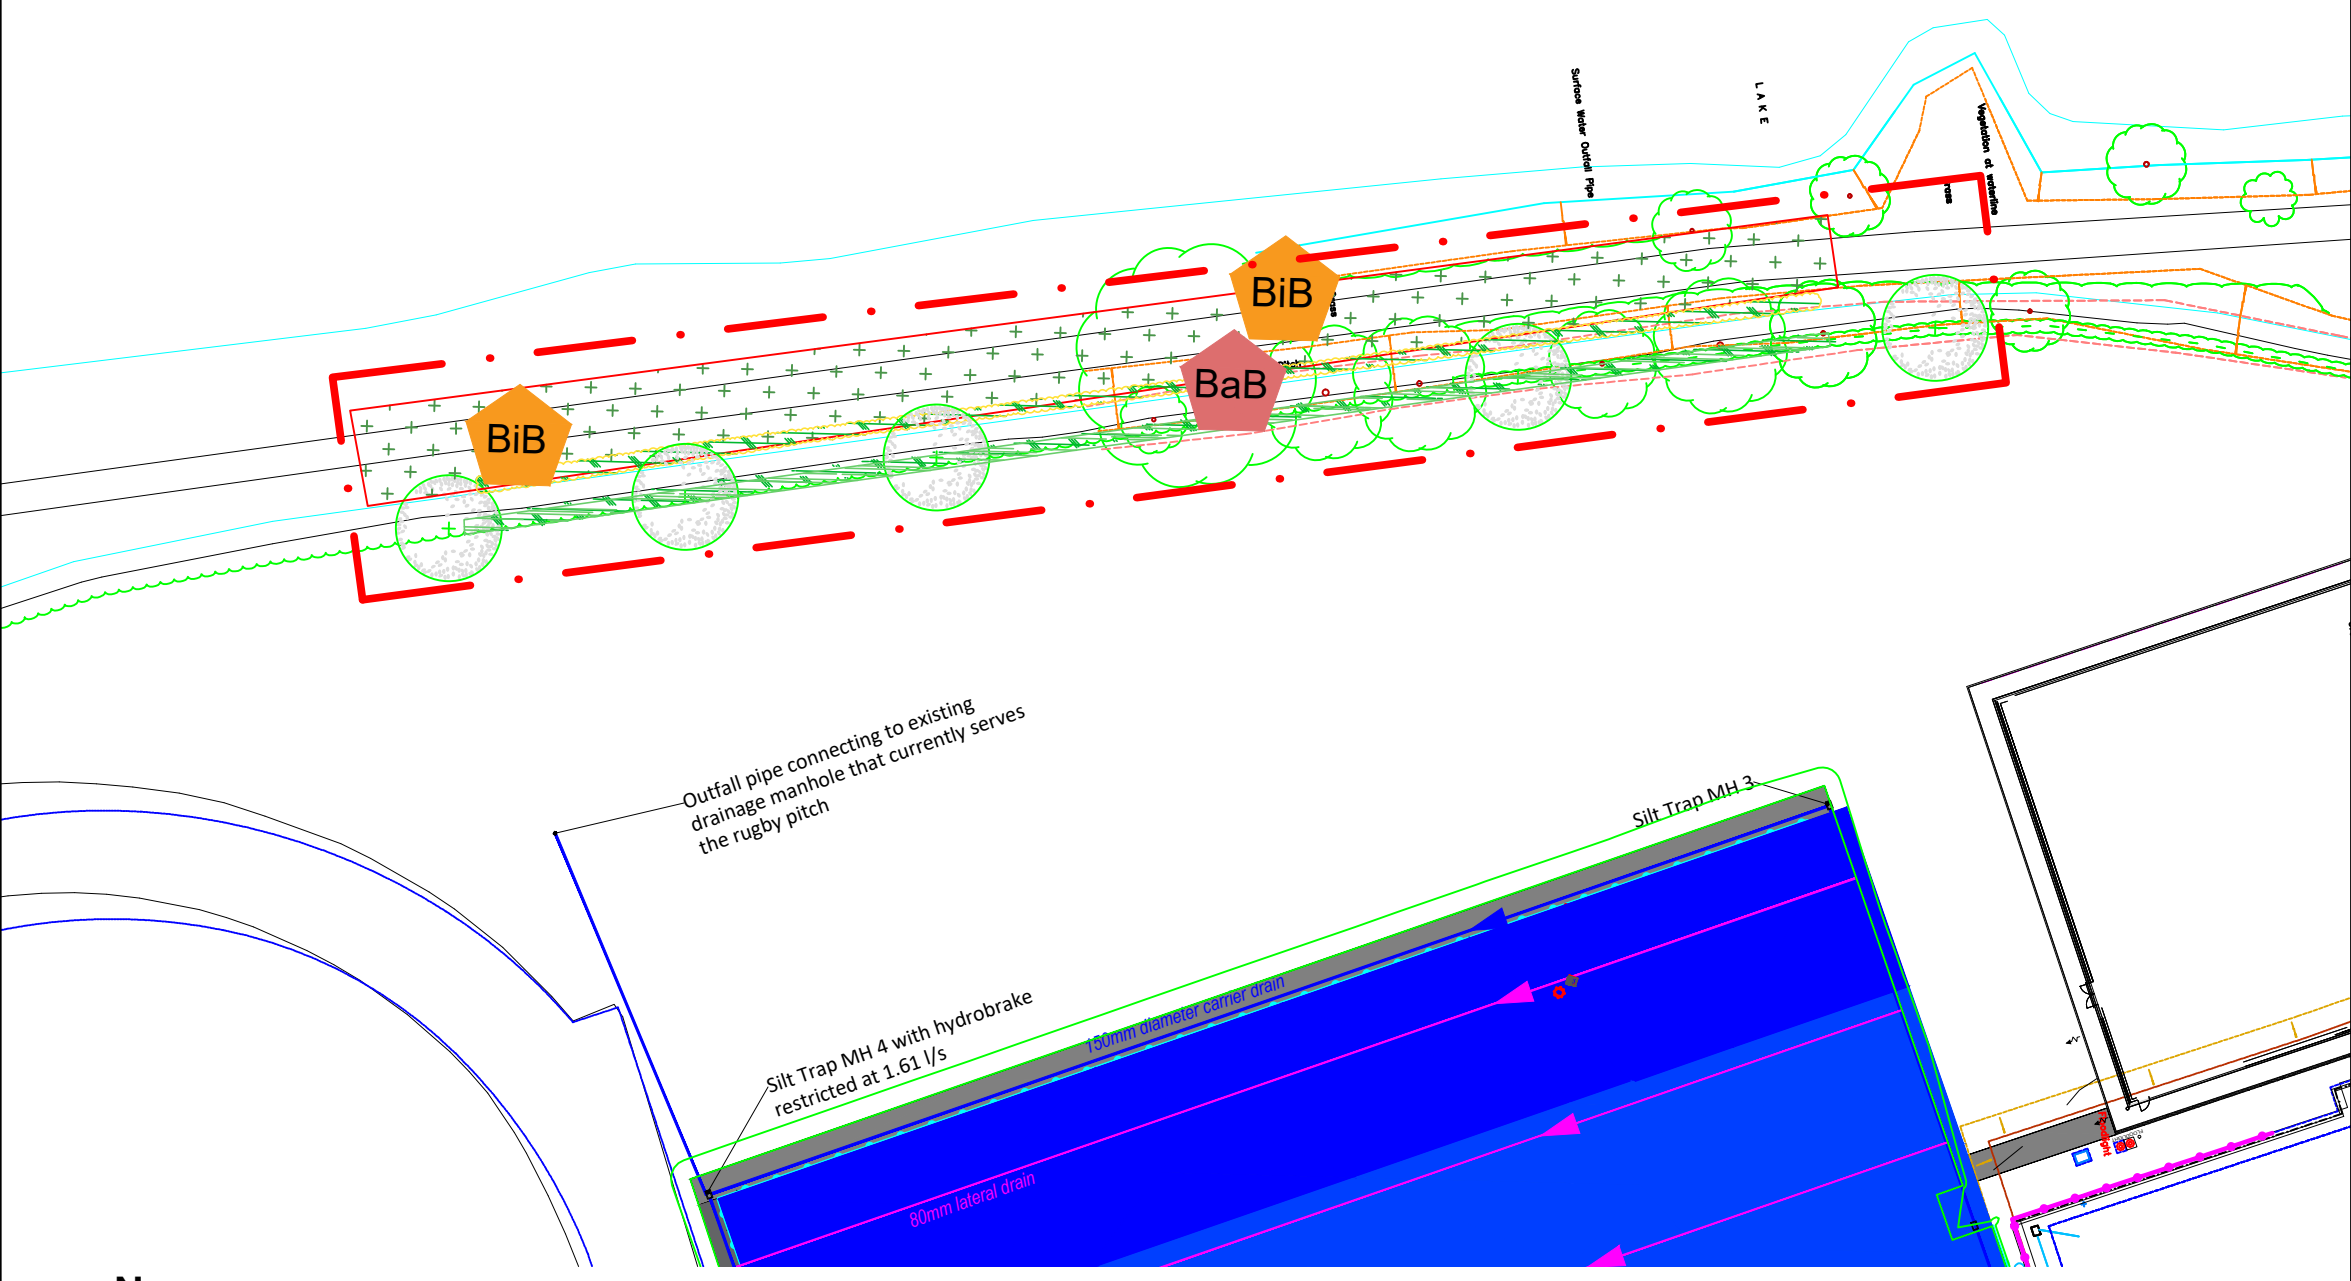 Surface Water Outfall Pipe
LAKE
Vegetation at waterline
BiB
BiB
BaB
Outfall pipe connecting to existing
drainage manhole that currently serves
the rugby pitch
Silt Trap MH 3
150mm diameter carrier drain
Silt Trap MH 4 with hydrobrake
restricted at 1.61 l/s
80mm lateral drain
Floodlight